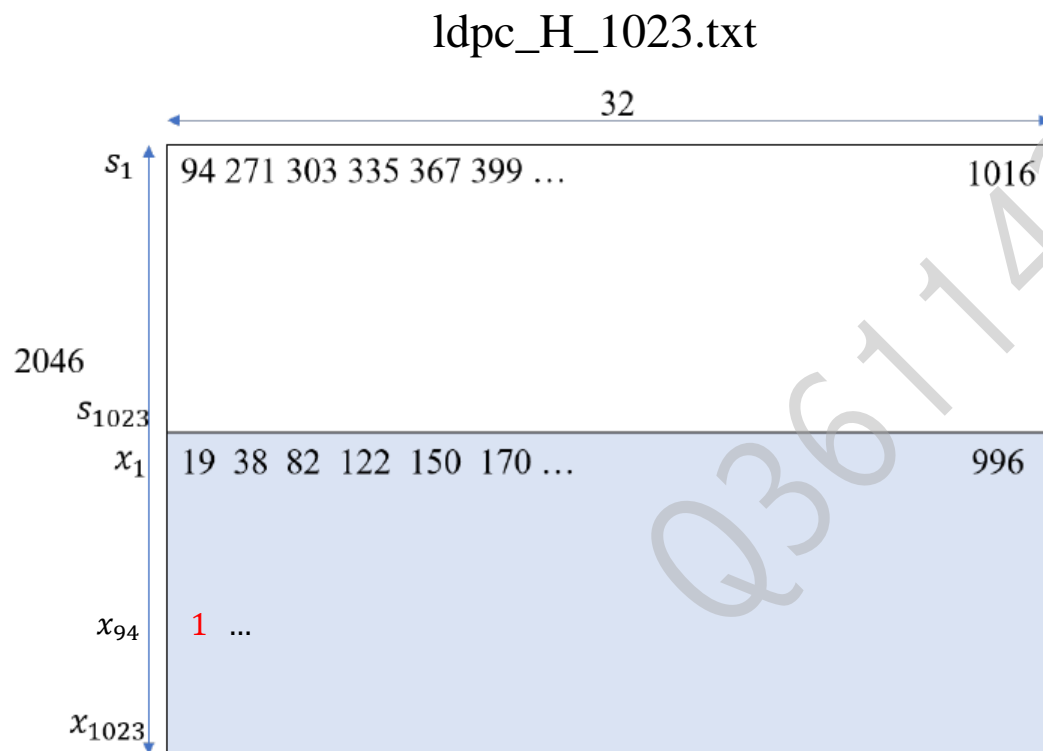 ldpc_H_1023.txt
32
s₁ 94 271 303 335 367 399 … 1016
2046
s₁₀₂₃
x₁ 19 38 82 122 150 170 … 996
x₉₄ 1 …
x₁₀₂₃